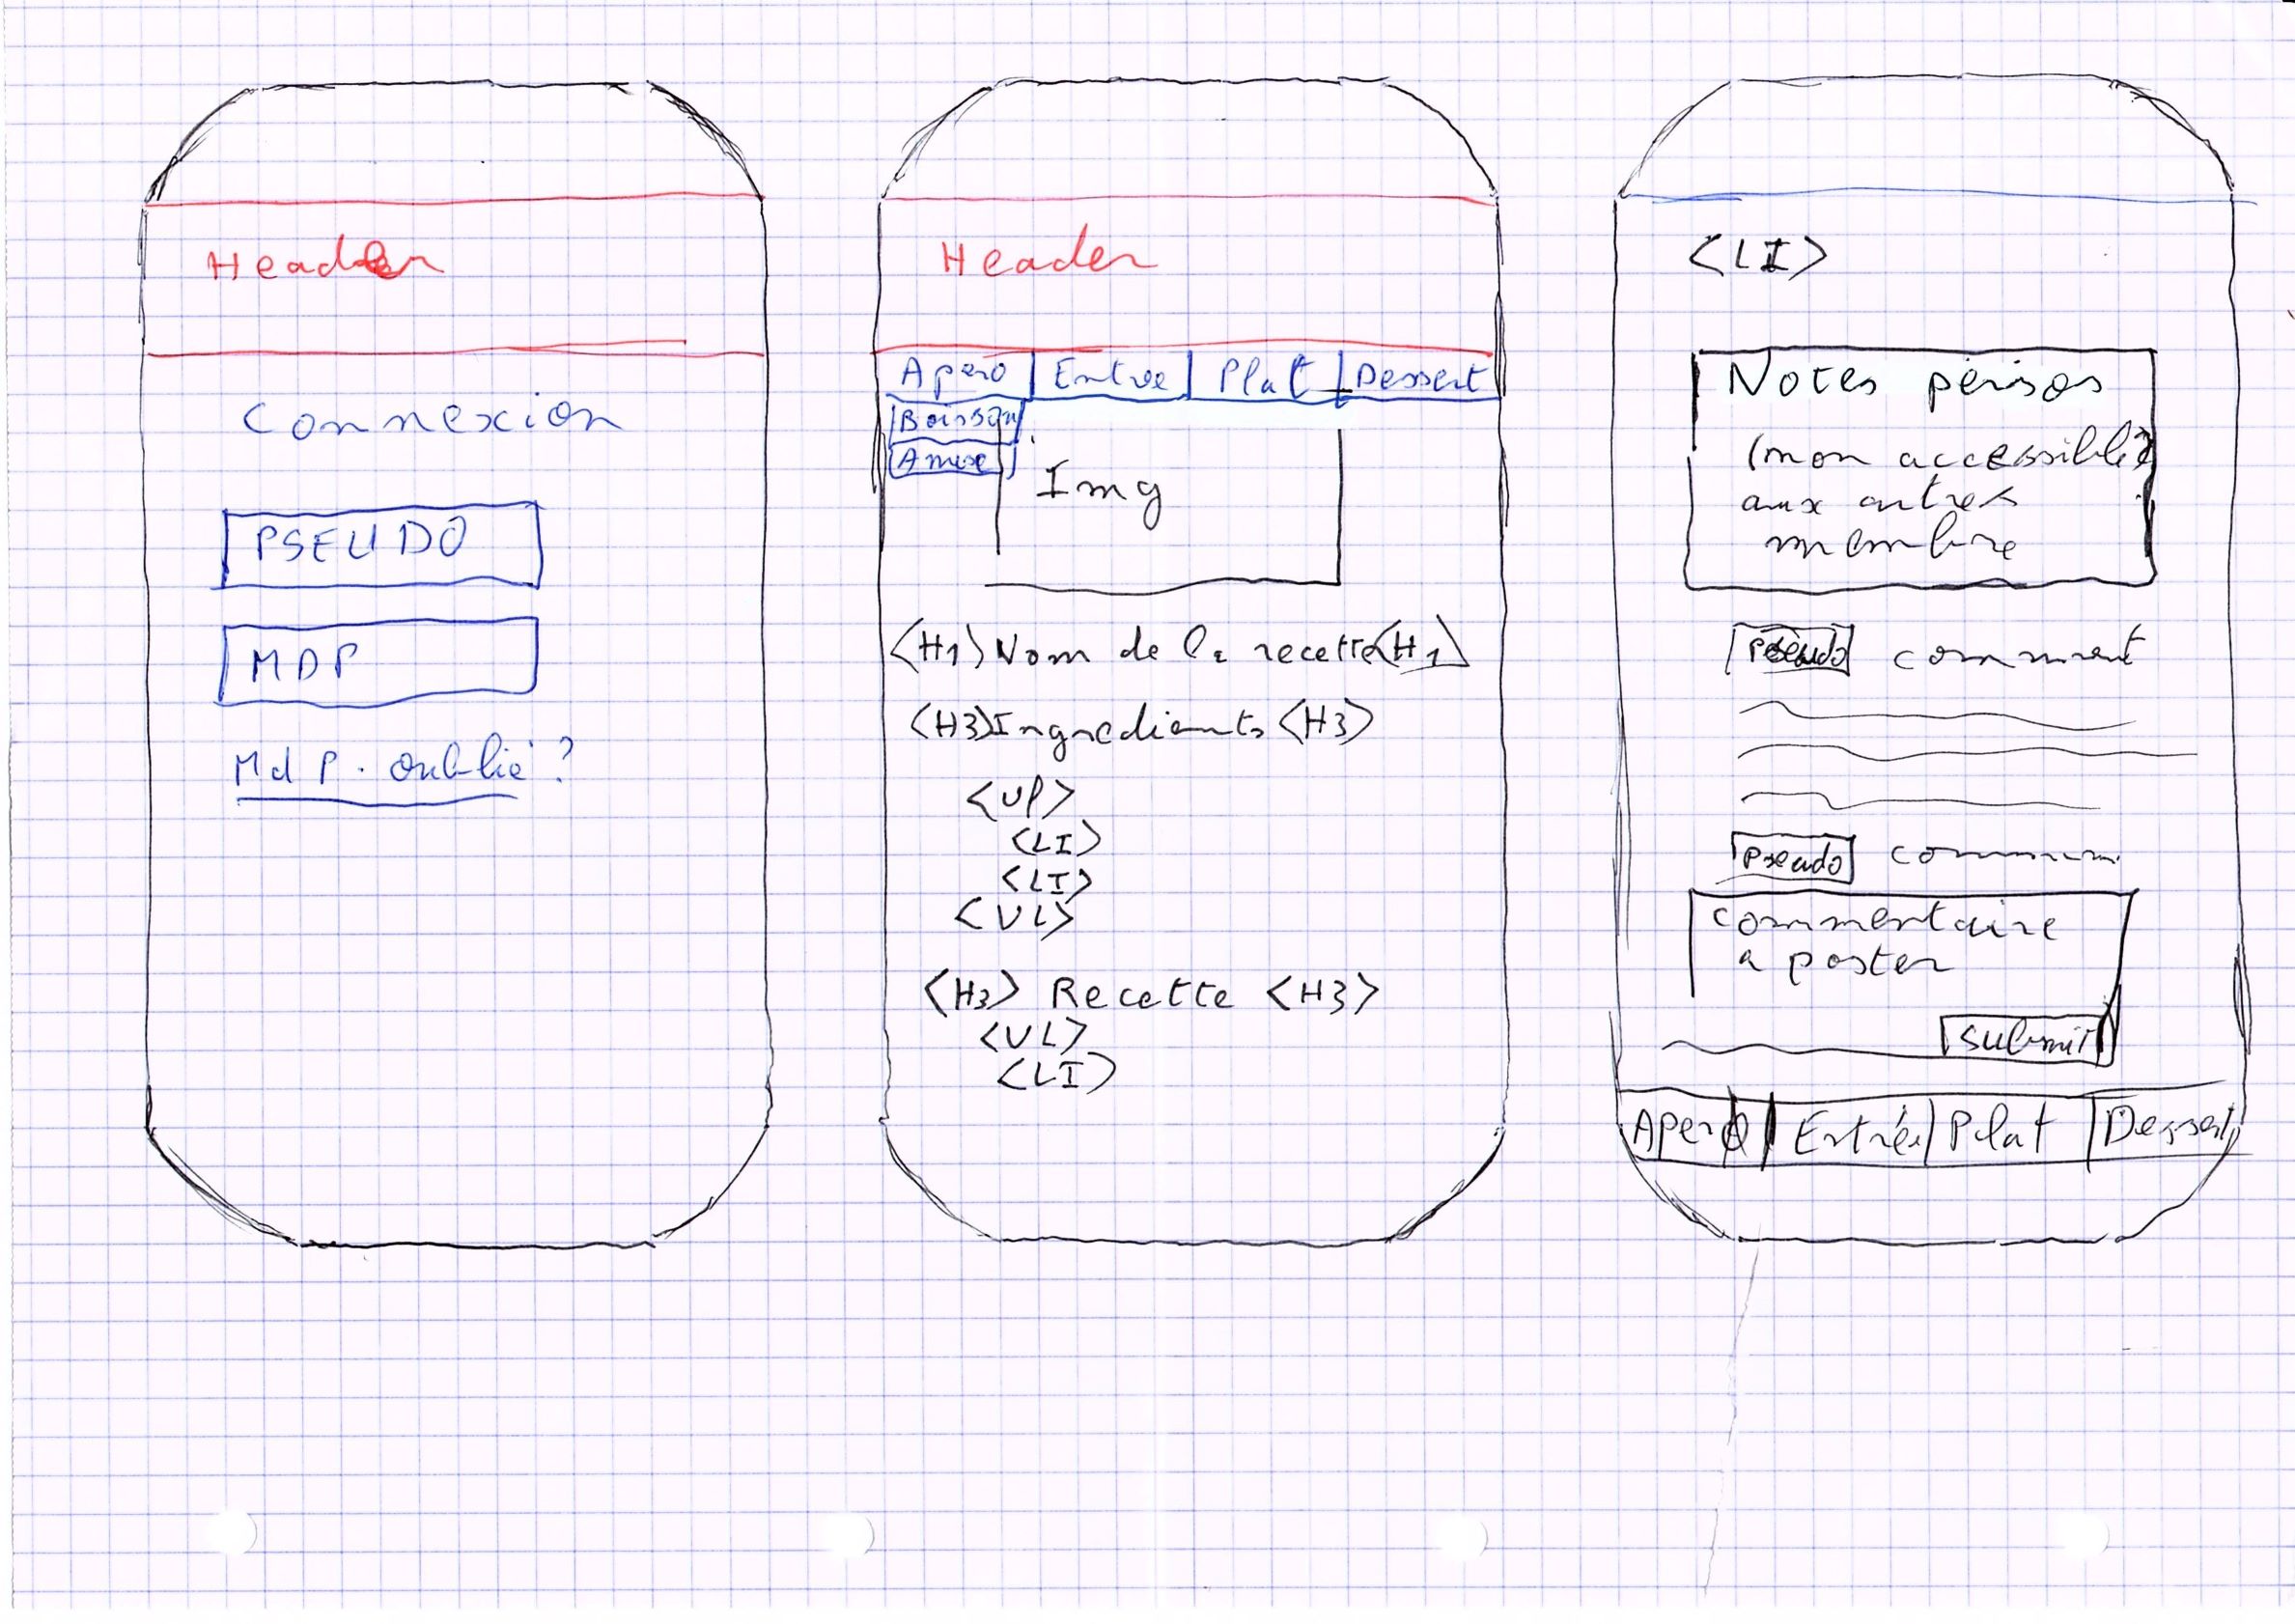 Header
Connexion
PSEUDO
MDP
MdP. oublié ?
Header
Apero Entree Plat Dessert
Boisson
Amuse
Img
<H1> Nom de la recette <H1>
<H3> Ingredients <H3>
<UL>
<LI>
<LI>
<UL>
<H3> Recette <H3>
<UL>
<LI>
<LI>
Notes persos
(non accessible
aux autres
membre
Pseudo comment
Pseudo comm
commentaire
a poster
submit
Apero Entrée Plat Dessert